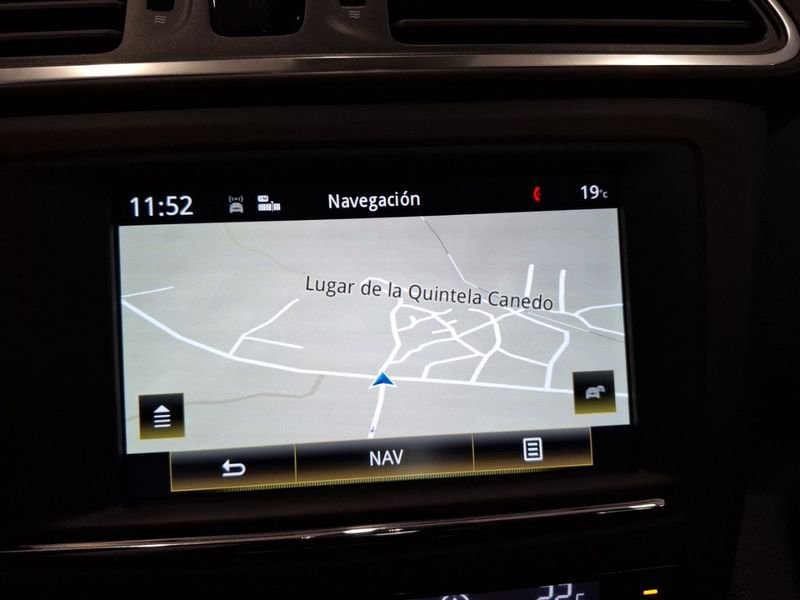 11:52
Navegación
19°c
Lugar de la Quintela Canedo
NAV